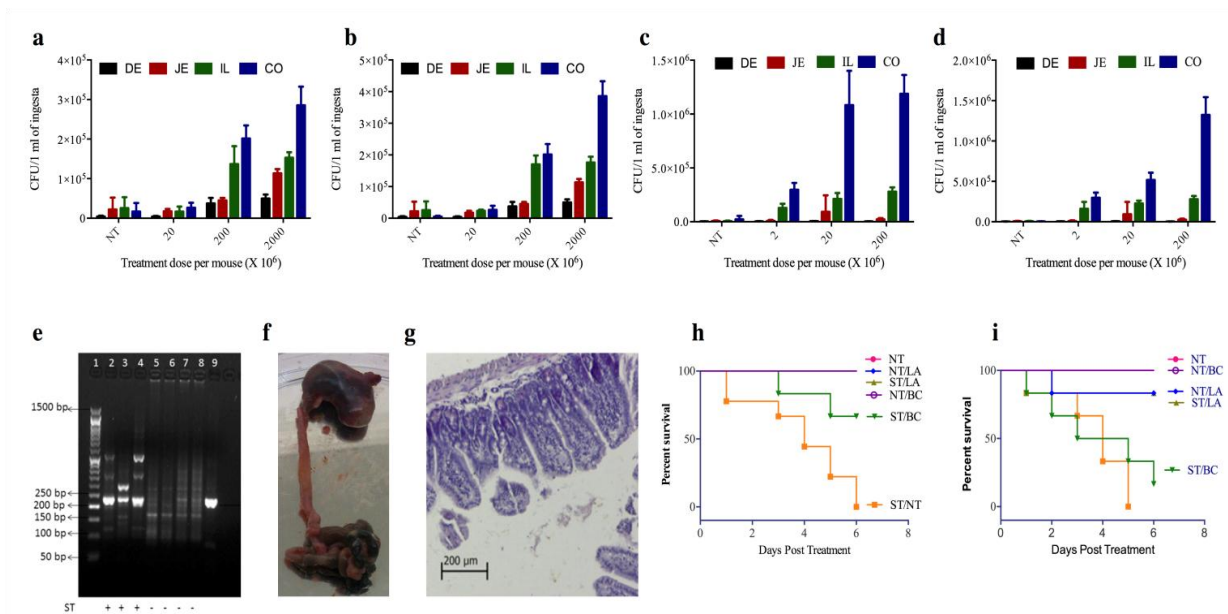 a
4×10⁵
3×10⁵
2×10⁵
1×10⁵
0
CFU/1 ml of ingesta
DE JE IL CO
NT 20 200 2000
Treatment dose per mouse (X 10⁶)
b
4×10⁵
3×10⁵
2×10⁵
1×10⁵
0
CFU/1 ml of ingesta
DE JE IL CO
NT 20 200 2000
Treatment dose per mouse (X 10⁶)
c
1.5×10⁶
1.0×10⁶
5.0×10⁵
0.0
CFU/1 ml of ingesta
DE JE IL CO
NT 2 20 200
Treatment dose per mouse (X 10⁶)
d
2.0×10⁶
1.5×10⁶
1.0×10⁶
5.0×10⁵
0.0
CFU/1 ml of ingesta
DE JE IL CO
NT 2 20 200
Treatment dose per mouse (X 10⁶)
e
1 2 3 4 5 6 7 8 9
1500 bp
250 bp
200 bp
150 bp
100 bp
50 bp
ST + + + - - - -
f
g
200 µm
h
100
50
0
Percent survival
0 2 4 6 8
Days Post Treatment
NT
NT/LA
ST/LA
NT/BC
ST/BC
ST/NT
i
100
50
0
Percent survival
0 2 4 6 8
Days Post Treatment
NT
NT/BC
NT/LA
ST/LA
ST/BC